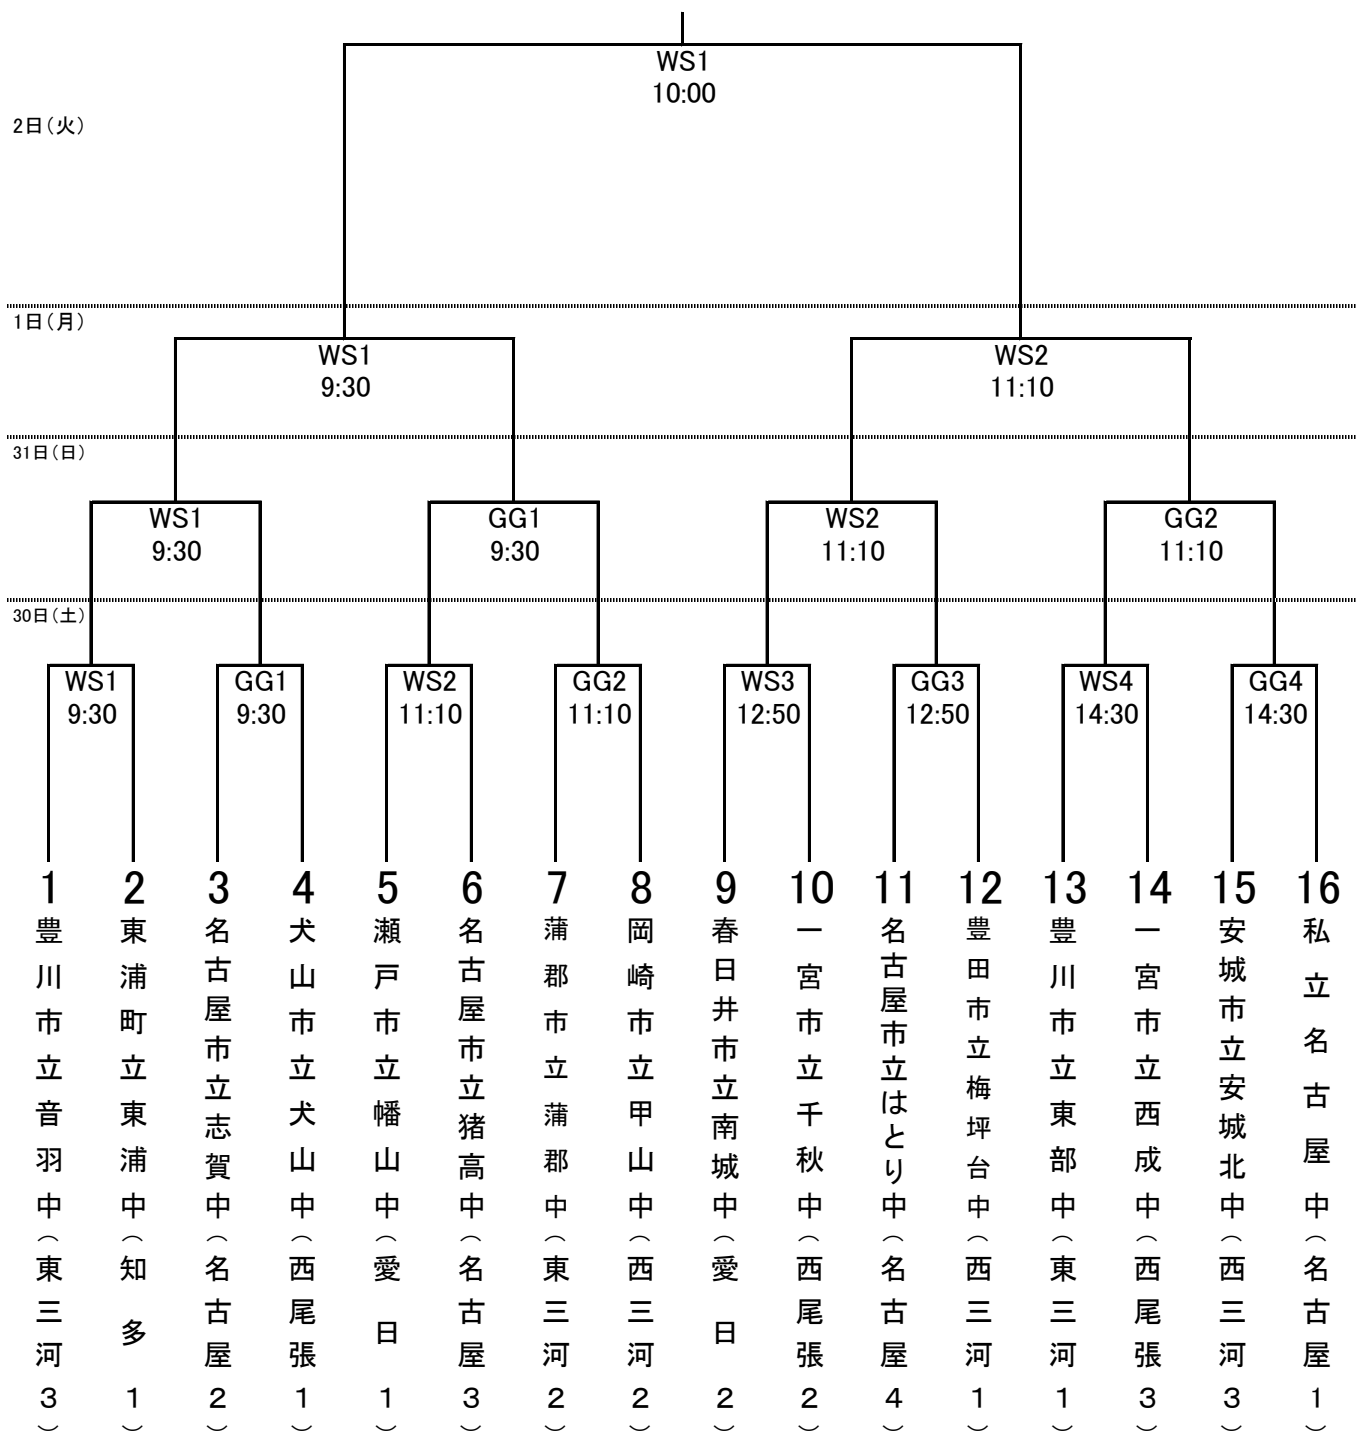 WS1
10:00
2日(火)
1日(月)
WS1
9:30
WS2
11:10
31日(日)
WS1
9:30
GG1
9:30
WS2
11:10
GG2
11:10
30日(土)
WS1
9:30
GG1
9:30
WS2
11:10
GG2
11:10
WS3
12:50
GG3
12:50
WS4
14:30
GG4
14:30
1
豊川市立音羽中(東三河3)
2
東浦町立東浦中(知多1)
3
名古屋市立志賀中(名古屋2)
4
犬山市立犬山中(西尾張1)
5
瀬戸市立幡山中(愛日1)
6
名古屋市立猪高中(名古屋3)
7
蒲郡市立蒲郡中(東三河2)
8
岡崎市立甲山中(西三河2)
9
春日井市立南城中(愛日2)
10
一宮市立千秋中(西尾張2)
11
名古屋市立はとり中(名古屋4)
12
豊田市立梅坪台中(西三河1)
13
豊川市立東部中(東三河1)
14
一宮市立西成中(西尾張3)
15
安城市立安城北中(西三河3)
16
私立名古屋中(名古屋1)